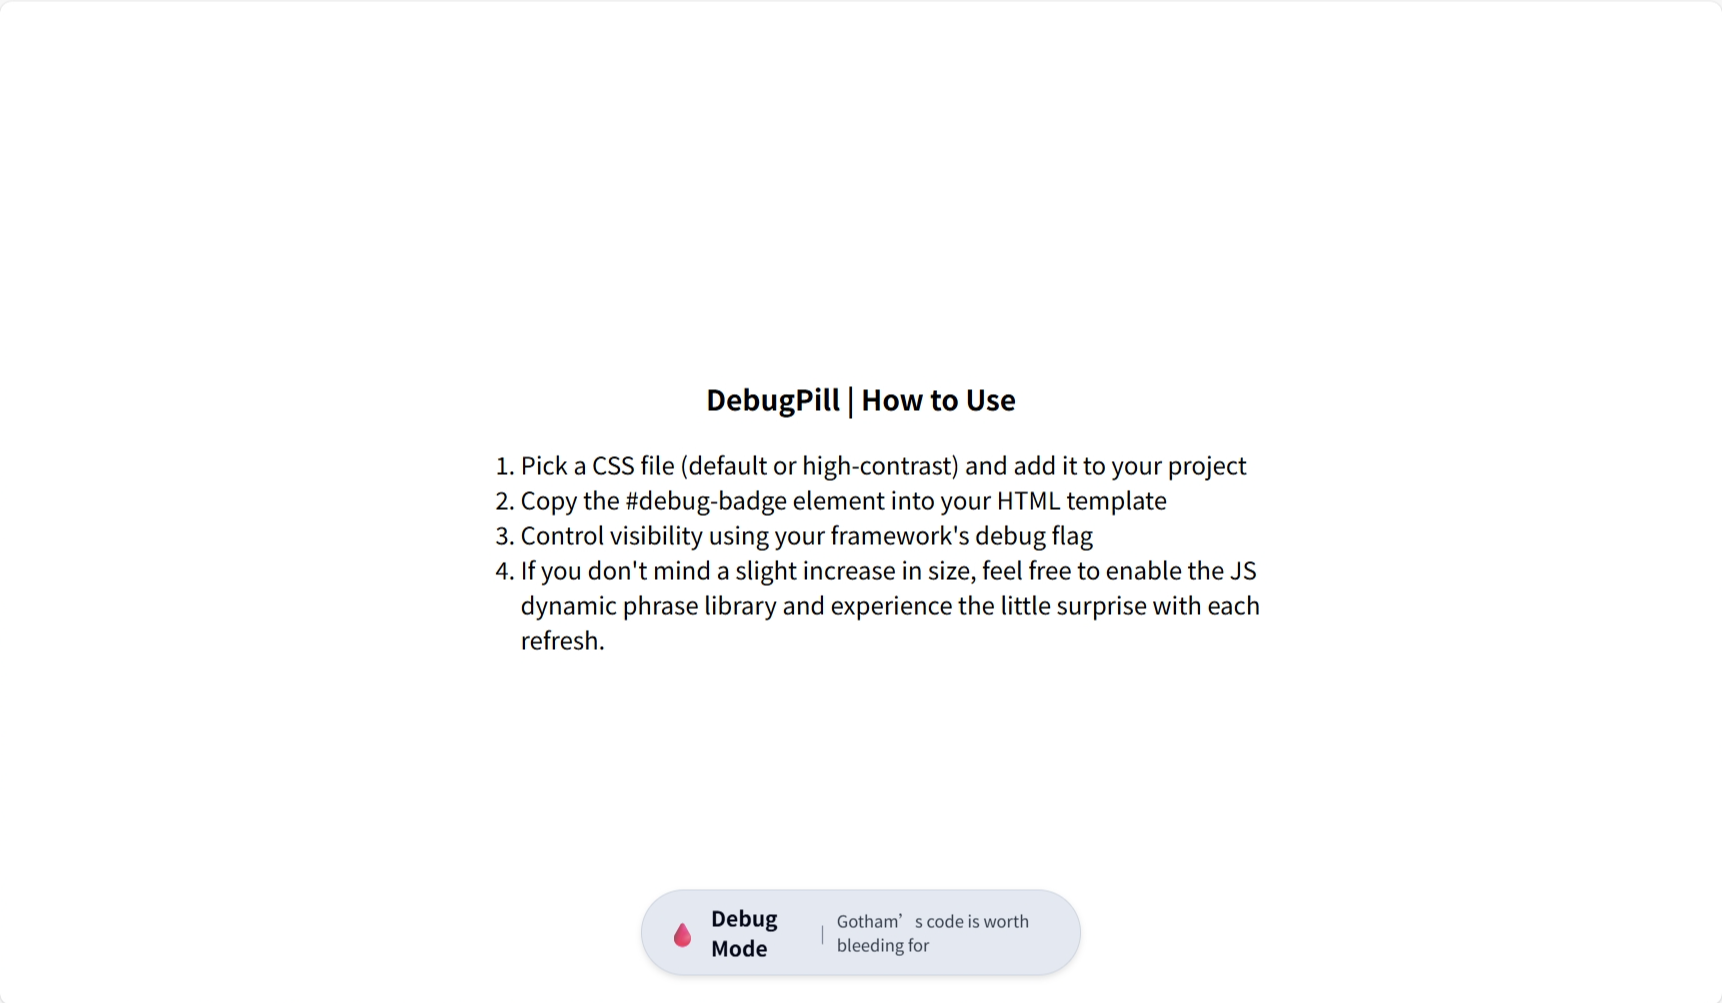 DebugPill | How to Use
1. Pick a CSS file (default or high-contrast) and add it to your project
2. Copy the #debug-badge element into your HTML template
3. Control visibility using your framework's debug flag
4. If you don't mind a slight increase in size, feel free to enable the JS
dynamic phrase library and experience the little surprise with each
refresh.
Debug
Mode
Gotham’s code is worth
bleeding for